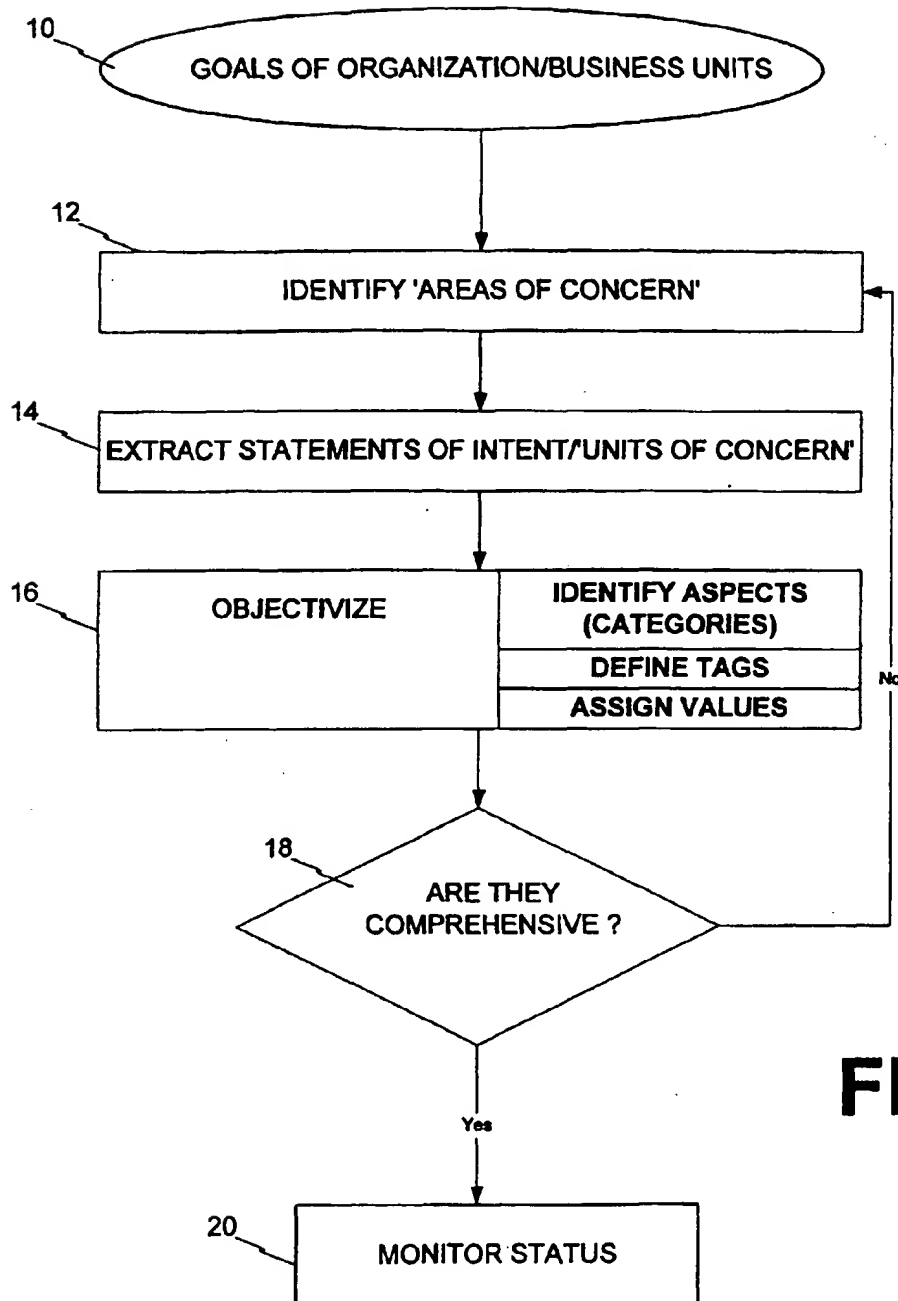 10
GOALS OF ORGANIZATION/BUSINESS UNITS
12
IDENTIFY 'AREAS OF CONCERN'
14
EXTRACT STATEMENTS OF INTENT/'UNITS OF CONCERN'
16
OBJECTIVIZE
IDENTIFY ASPECTS
(CATEGORIES)
DEFINE TAGS
ASSIGN VALUES
No
18
ARE THEY
COMPREHENSIVE ?
Yes
20
MONITOR STATUS